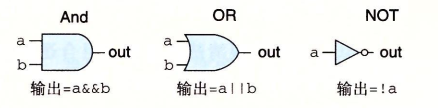 And
a
b
out
输出=a&&b
OR
a
b
out
输出=a||b
NOT
a
out
输出=!a